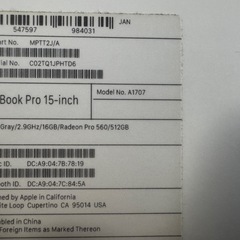 JAN
547597 984031
rt No. MPTT2J/A
rial No. C02TQ1JPHTD6
Book Pro 15-inch
Model No. A1707
Gray/2.9GHz/16GB/Radeon Pro 560/512GB
ID: DC:A9:04:7B:78:19
oth ID: DC:A9:04:7C:84:5A
by Apple in California
ite Loop Cupertino CA 95014 USA
bled in China
Foreign Items as Marked Thereon